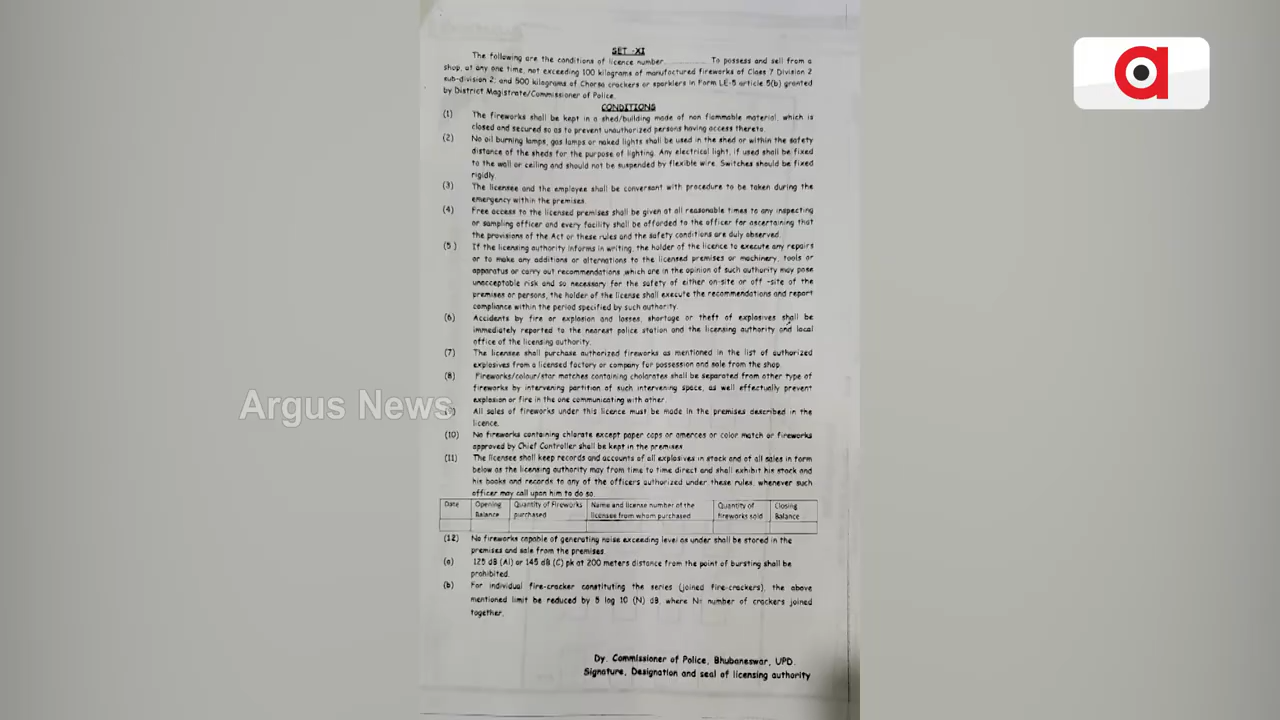 SET -XI
The following are the conditions of licence number.............. To possess and sell from a
shop, at any one time, not exceeding 100 kilograms of manufactured fireworks of Class 7 Division 2
sub-division 2; and 500 kilograms of Chorsa crackers or sparklers in Form LE-5 article 5(b) granted
by District Magistrate/Commissioner of Police.
CONDITIONS
(1) The fireworks shall be kept in a shed/building made of non flammable material, which is
closed and secured so as to prevent unauthorized persons having access thereto.
(2) No oil burning lamps, gas lamps or naked lights shall be used in the shed or within the safety
distance of the sheds for the purpose of lighting. Any electrical light, if used shall be fixed
to the wall or ceiling and should not be suspended by flexible wire. Switches should be fixed
rigidly.
(3) The licensee and the employee shall be conversant with procedure to be taken during the
emergency within the premises.
(4) Free access to the licensed premises shall be given at all reasonable times to any inspecting
or sampling officer and every facility shall be afforded to the officer for ascertaining that
the provisions of the Act or these rules and the safety conditions are duly observed.
(5 ) If the licensing authority informs in writing, the holder of the licence to execute any repairs
or to make any additions or alternations to the licensed premises or machinery, tools or
apparatus or carry out recommendations ,which are in the opinion of such authority may pose
unacceptable risk and so necessary for the safety of either on-site or off -site of the
premises or persons, the holder of the license shall execute the recommendations and report
compliance within the period specified by such authority.
(6) Accidents by fire or explosion and losses, shortage or theft of explosives shall be
immediately reported to the nearest police station and the licensing authority and local
office of the licensing authority.
(7) The licensee shall purchase authorized fireworks as mentioned in the list of authorized
explosives from a licensed factory or company for possession and sale from the shop.
(8) Fireworks/colour/star matches containing cholaratex shall be separated from other type of
fireworks by intervening partition of such intervening space, as well effectually prevent
explosion or fire in the one communicating with other.
(9) All sales of fireworks under this licence must be made in the premises described in the
licence.
(10) No fireworks containing chlorate except paper caps or amerces or color match or fireworks
approved by Chief Controller shall be kept in the premises.
(11) The licensee shall keep records and accounts of all explosives in stock and of all sales in form
below as the licensing authority may from time to time direct and shall exhibit his stock and
his books and records to any of the officers authorized under these rules, whenever such
officer may call upon him to do so.
Date Opening Quantity of Fireworks Name and license number of the Quantity of Closing
Balance purchased licensee from whom purchased fireworks sold Balance
(12) No fireworks capable of generating noise exceeding level as under shall be stored in the
premises and sale from the premises.
(a) 125 dB (AI) or 145 dB (C) pk at 200 meters distance from the point of bursting shall be
prohibited.
(b) For individual fire-cracker constituting the series (joined fire-crackers), the above
mentioned limit be reduced by 5 log 10 (N) dB, where N= number of crackers joined
together.
Dy. Commissioner of Police, Bhubaneswar, UPD.
Signature, Designation and seal of licensing authority
Argus News
a